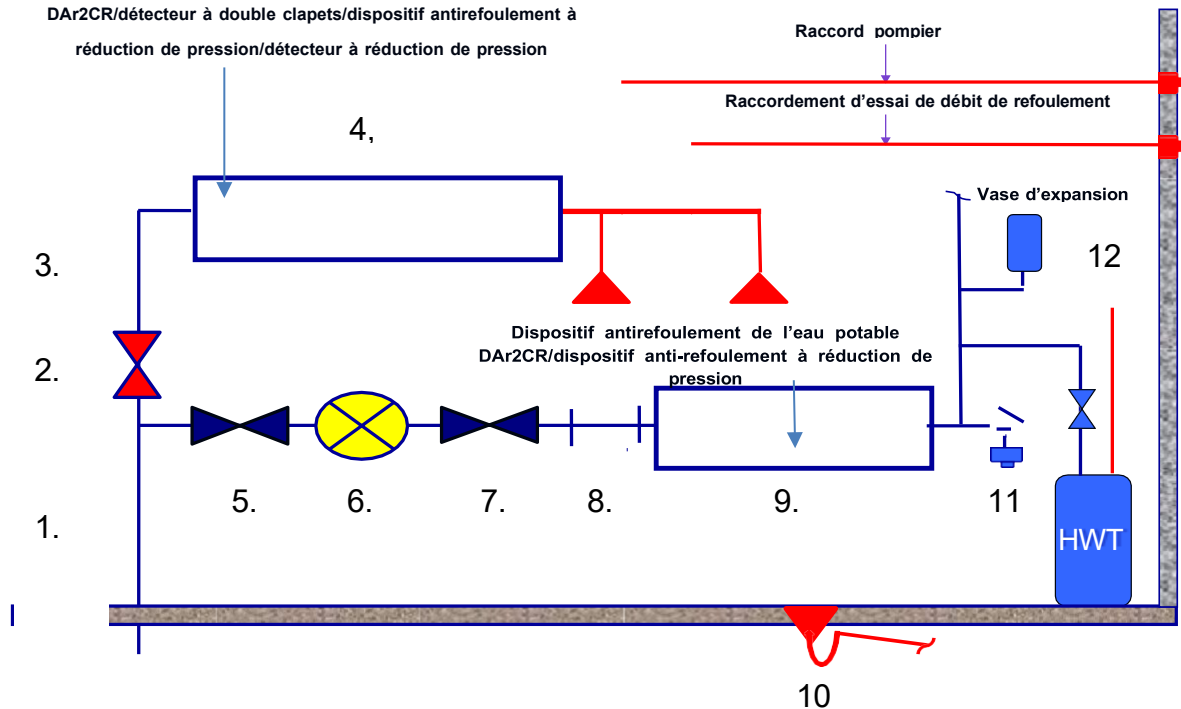 DAr2CR/détecteur à double clapets/dispositif antirefoulement à
réduction de pression/détecteur à réduction de pression
Raccord pompier
Raccordement d’essai de débit de refoulement
4,
Vase d’expansion
12
3.
Dispositif antirefoulement de l’eau potable
DAr2CR/dispositif anti-refoulement à réduction de
pression
2.
5.
6.
7.
8.
9.
11
1.
HWT
10